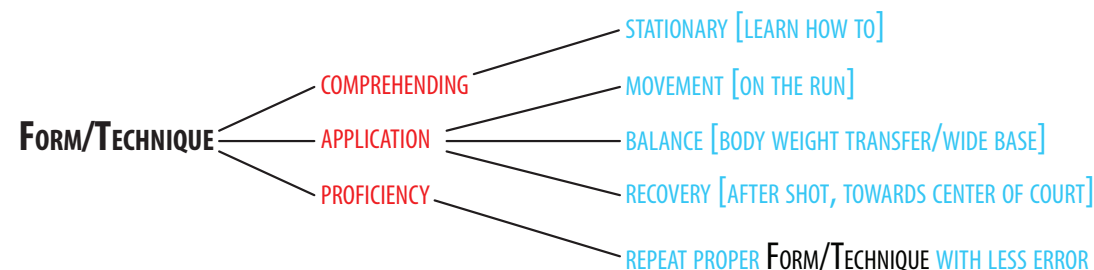 STATIONARY [LEARN HOW TO]
COMPREHENDING
MOVEMENT [ON THE RUN]
FORM/TECHNIQUE
APPLICATION
BALANCE [BODY WEIGHT TRANSFER/WIDE BASE]
PROFICIENCY
RECOVERY [AFTER SHOT, TOWARDS CENTER OF COURT]
REPEAT PROPER FORM/TECHNIQUE WITH LESS ERROR